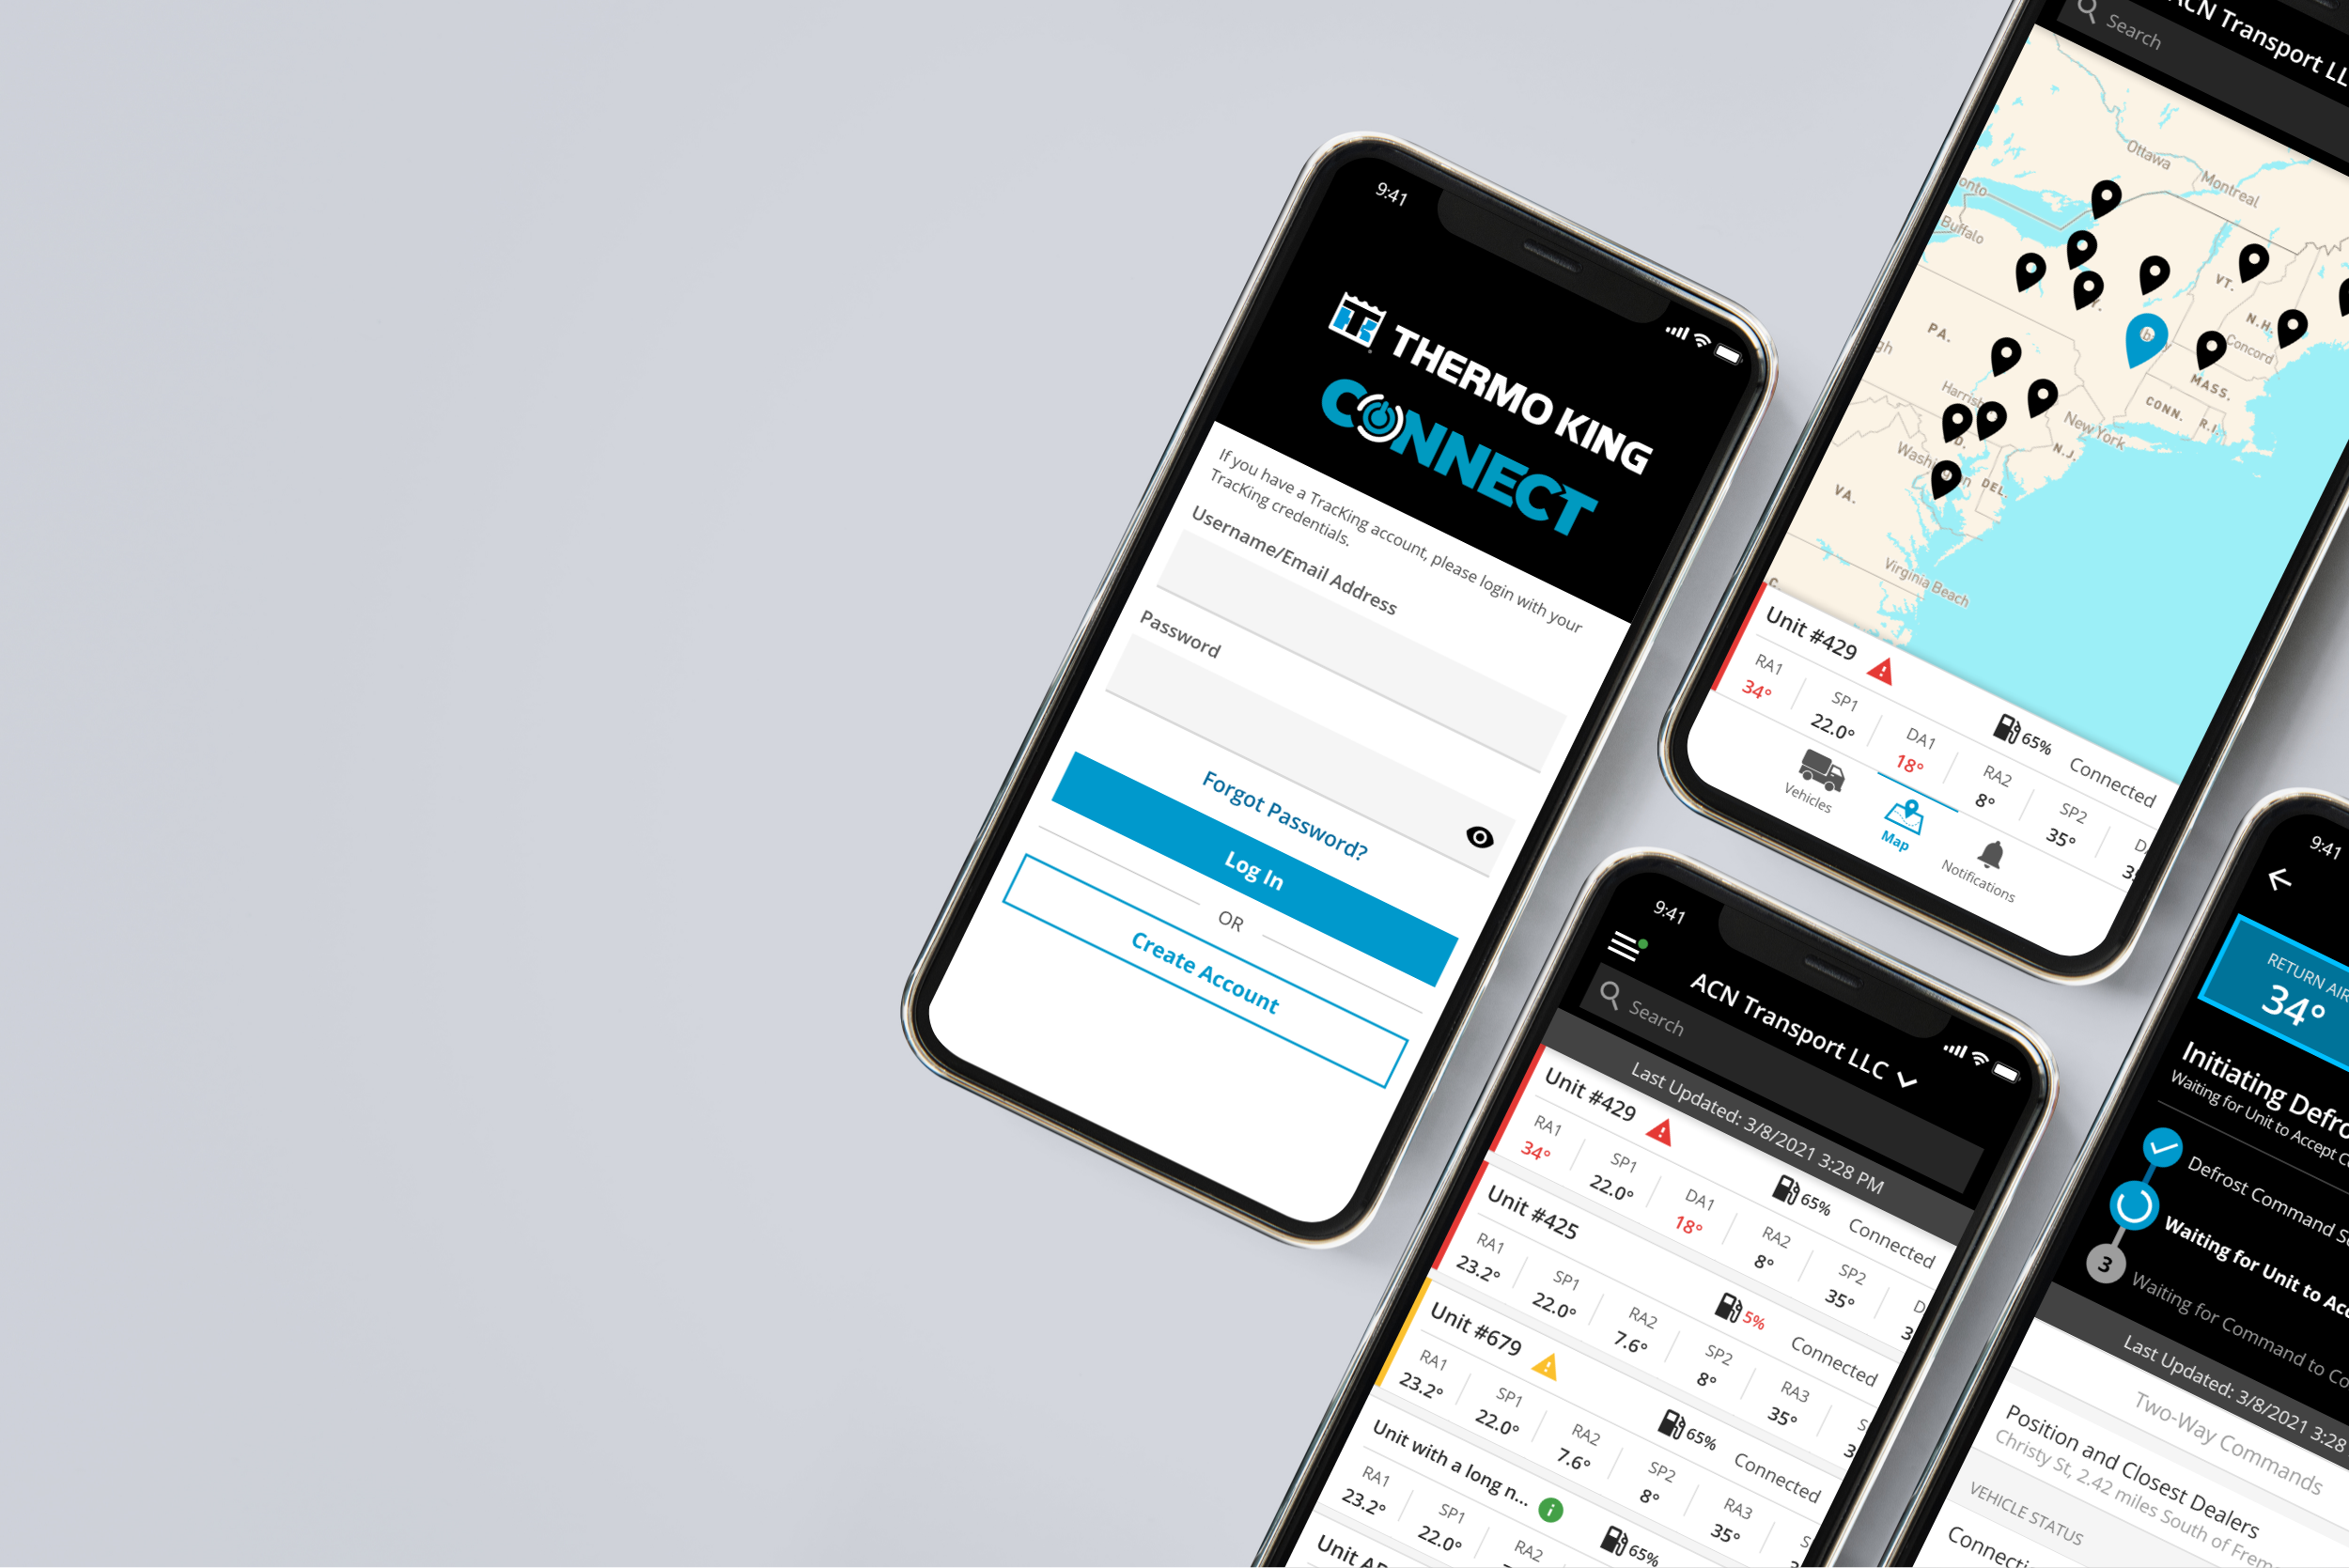 9:41
THERMO KING
CONNECT
If you have a TracKing account, please login with your
TracKing credentials.
Username/Email Address
Password
Forgot Password?
Log In
OR
Create Account
ACN Transport
Search
Ottawa
Montreal
Buffalo
VT.
N.H.
Concord
PA.
MASS.
CONN.
R.I.
New York
N.J.
DEL.
VA.
Virginia Beach
Unit #429
65%
Connected
RA1
34°
SP1
22.0°
DA1
18°
RA2
8°
SP2
35°
Vehicles
Map
Notifications
9:41
ACN Transport LLC
Search
Last Updated: 3/8/2021 3:28 PM
Unit #429
65%
Connected
RA1
34°
SP1
22.0°
DA1
18°
RA2
8°
SP2
35°
Unit #425
5%
Connected
RA1
23.2°
SP1
22.0°
RA2
7.6°
SP2
8°
RA3
35°
Unit #679
65%
Connected
RA1
23.2°
SP1
22.0°
RA2
7.6°
SP2
8°
RA3
35°
Unit with a long n...
65%
RA1
23.2°
SP1
22.0°
RA2
Unit
9:41
RETURN AIR
34°
Initiating
Waiting for Unit to Accept
Defrost Command
Waiting for Unit to
3
Waiting for Command to
Last Updated: 3/8/2021 3:28
Two-Way Commands
Position and Closest Dealers
Christy St, 2.42 miles South of
VEHICLE STATUS